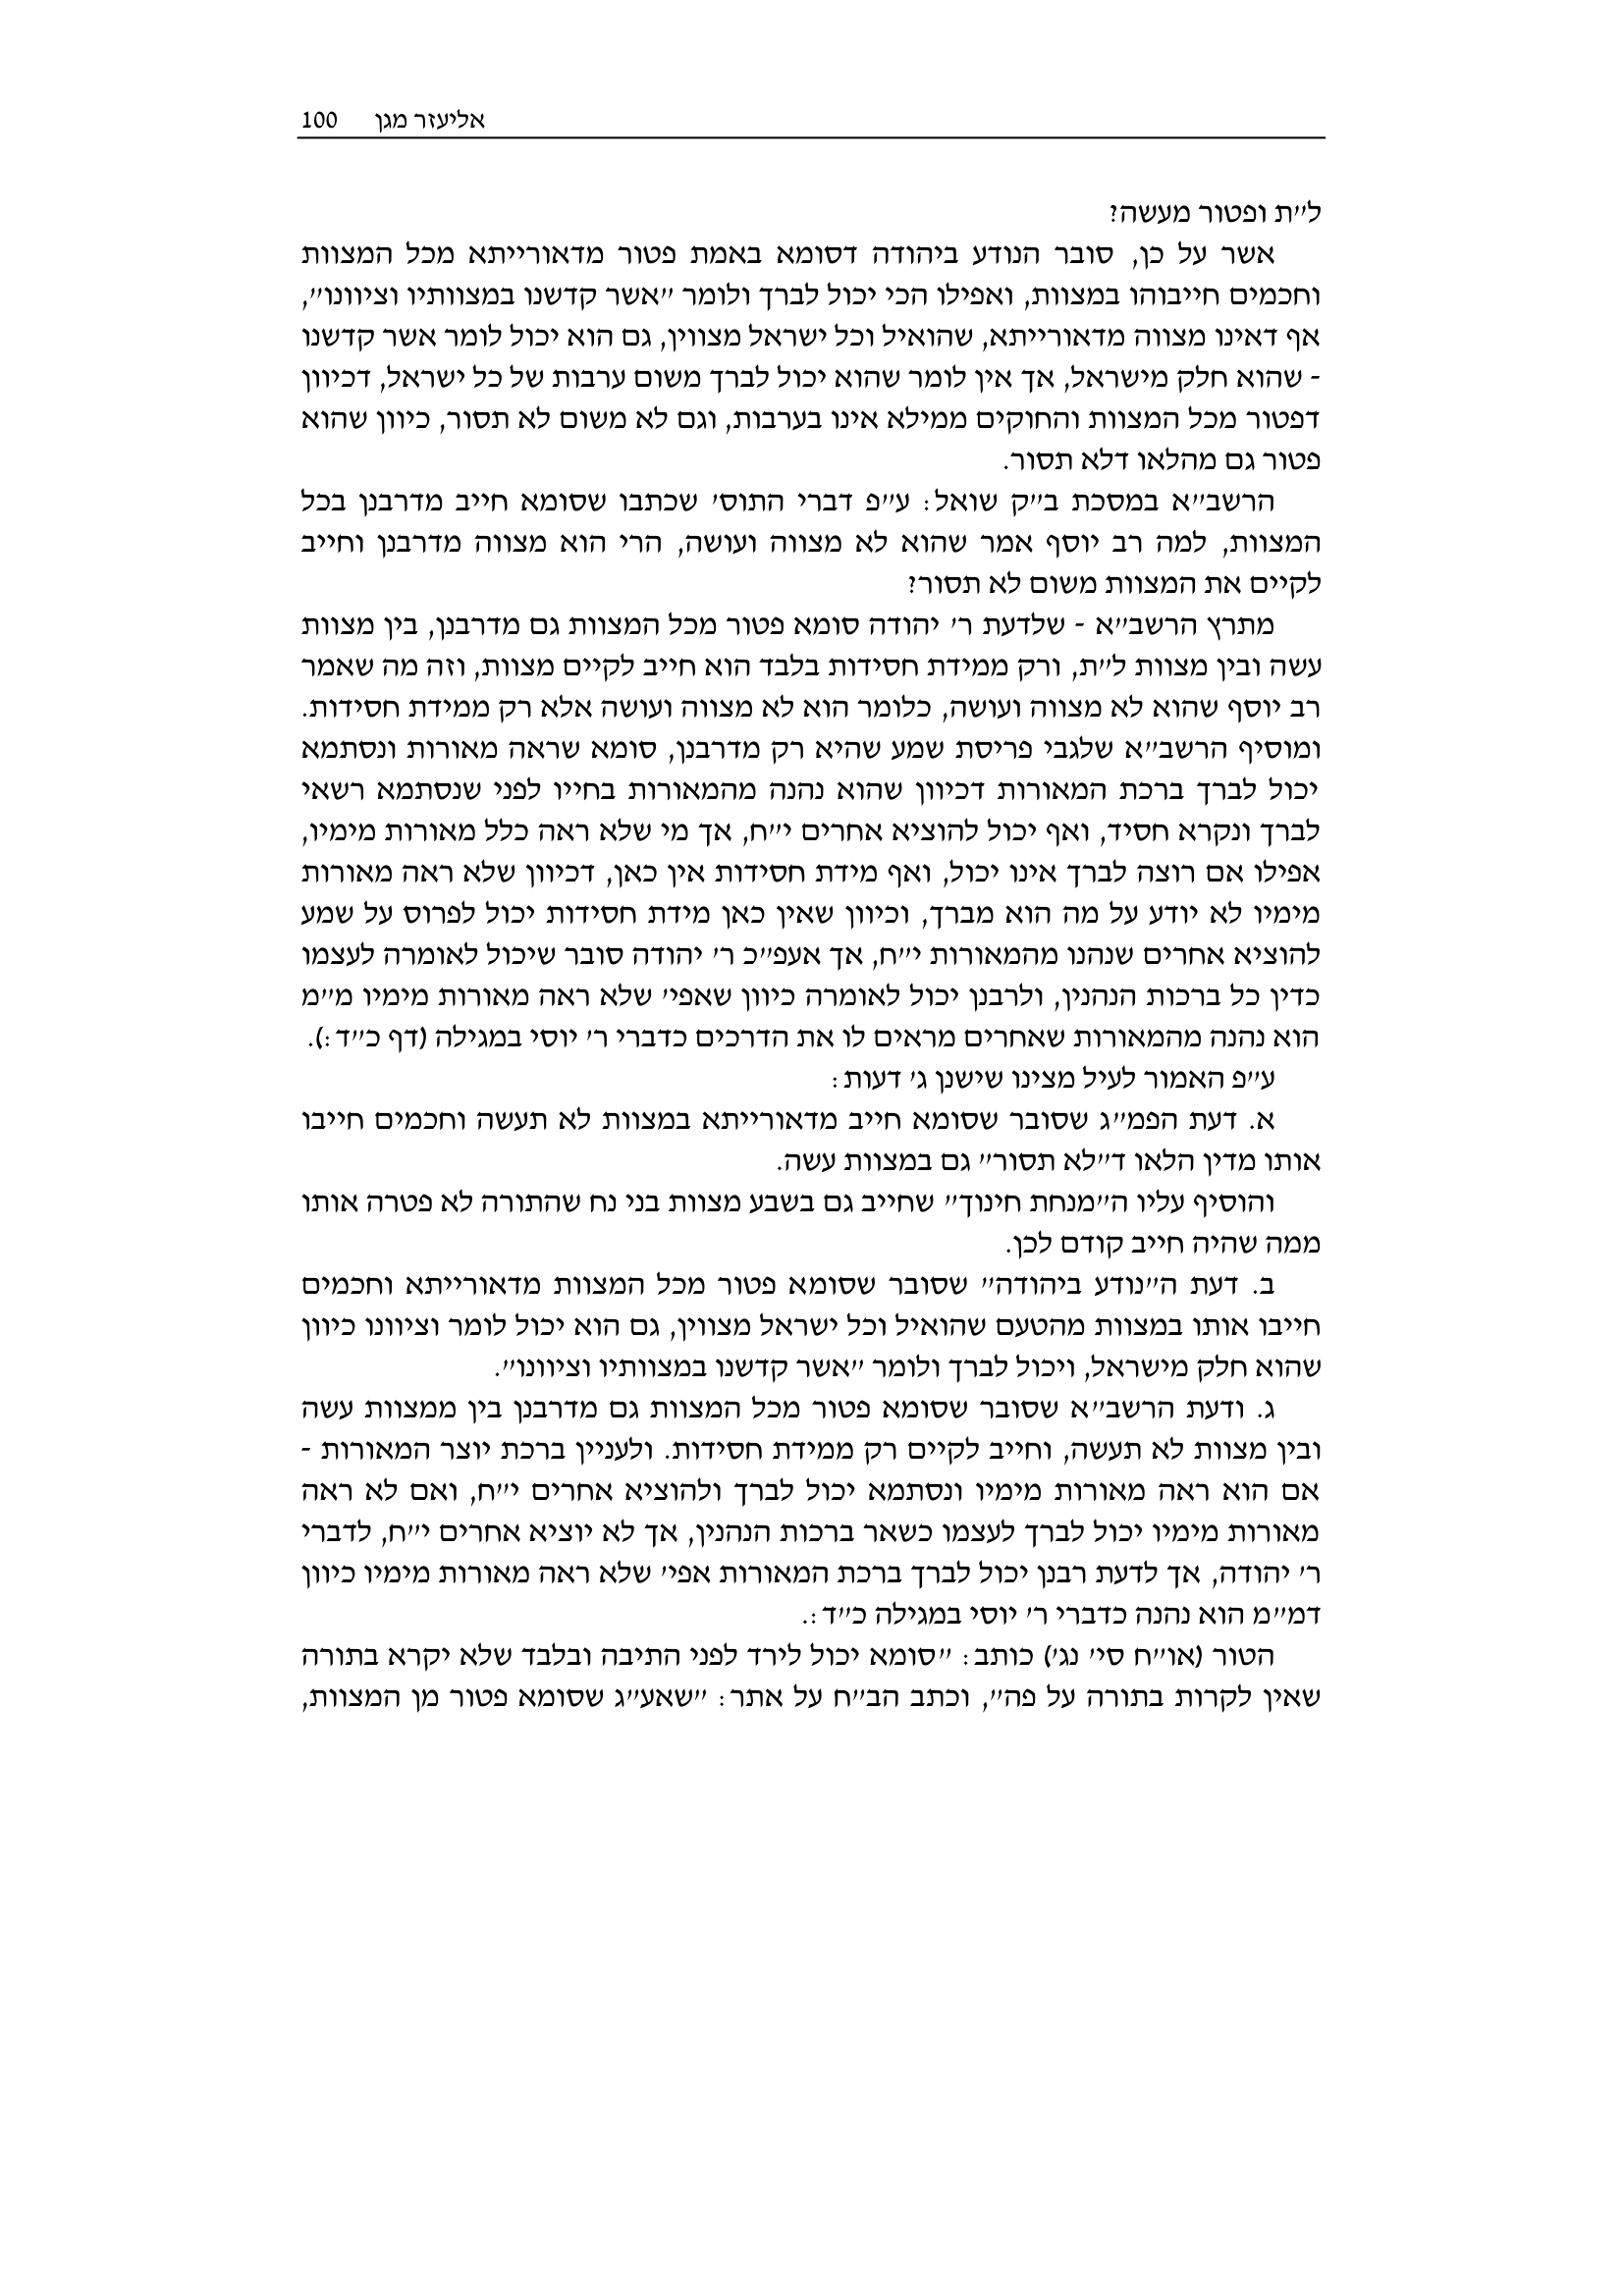 אליעזר מגן 100
ל״ת ופטור מעשה?
אשר על כן, סובר הנודע ביהודה דסומא באמת פטור מדאורייתא מכל המצוות
וחכמים חייבוהו במצוות, ואפילו הכי יכול לברך ולומר ״אשר קדשנו במצוותיו וציוונו״,
אף דאינו מצווה מדאורייתא, שהואיל וכל ישראל מצווין, גם הוא יכול לומר אשר קדשנו
- שהוא חלק מישראל, אך אין לומר שהוא יכול לברך משום ערבות של כל ישראל, דכיוון
דפטור מכל המצוות והחוקים ממילא אינו בערבות, וגם לא משום לא תסור, כיוון שהוא
פטור גם מהלאו דלא תסור.
הרשב״א במסכת ב״ק שואל: ע״פ דברי התוס׳ שכתבו שסומא חייב מדרבנן בכל
המצוות, למה רב יוסף אמר שהוא לא מצווה ועושה, הרי הוא מצווה מדרבנן וחייב
לקיים את המצוות משום לא תסור?
מתרץ הרשב״א - שלדעת ר׳ יהודה סומא פטור מכל המצוות גם מדרבנן, בין מצוות
עשה ובין מצוות ל״ת, ורק ממידת חסידות בלבד הוא חייב לקיים מצוות, וזה מה שאמר
רב יוסף שהוא לא מצווה ועושה, כלומר הוא לא מצווה ועושה אלא רק ממידת חסידות.
ומוסיף הרשב״א שלגבי פריסת שמע שהיא רק מדרבנן, סומא שראה מאורות ונסתמא
יכול לברך ברכת המאורות דכיוון שהוא נהנה מהמאורות בחייו לפני שנסתמא רשאי
לברך ונקרא חסיד, ואף יכול להוציא אחרים י״ח, אך מי שלא ראה כלל מאורות מימיו,
אפילו אם רוצה לברך אינו יכול, ואף מידת חסידות אין כאן, דכיוון שלא ראה מאורות
מימיו לא יודע על מה הוא מברך, וכיוון שאין כאן מידת חסידות יכול לפרוס על שמע
להוציא אחרים שנהנו מהמאורות י״ח, אך אעפ״כ ר׳ יהודה סובר שיכול לאומרה לעצמו
כדין כל ברכות הנהנין, ולרבנן יכול לאומרה כיוון שאפי׳ שלא ראה מאורות מימיו מ״מ
הוא נהנה מהמאורות שאחרים מראים לו את הדרכים כדברי ר׳ יוסי במגילה (דף כ״ד:).
ע״פ האמור לעיל מצינו שישנן ג׳ דעות:
א. דעת הפמ״ג שסובר שסומא חייב מדאורייתא במצוות לא תעשה וחכמים חייבו
אותו מדין הלאו ד״לא תסור״ גם במצוות עשה.
והוסיף עליו ה״מנחת חינוך״ שחייב גם בשבע מצוות בני נח שהתורה לא פטרה אותו
ממה שהיה חייב קודם לכן.
ב. דעת ה״נודע ביהודה״ שסובר שסומא פטור מכל המצוות מדאורייתא וחכמים
חייבו אותו במצוות מהטעם שהואיל וכל ישראל מצווין, גם הוא יכול לומר וציוונו כיוון
שהוא חלק מישראל, ויכול לברך ולומר ״אשר קדשנו במצוותיו וציוונו״.
ג. ודעת הרשב״א שסובר שסומא פטור מכל המצוות גם מדרבנן בין ממצוות עשה
ובין מצוות לא תעשה, וחייב לקיים רק ממידת חסידות. ולעניין ברכת יוצר המאורות -
אם הוא ראה מאורות מימיו ונסתמא יכול לברך ולהוציא אחרים י״ח, ואם לא ראה
מאורות מימיו יכול לברך לעצמו כשאר ברכות הנהנין, אך לא יוציא אחרים י״ח, לדברי
ר׳ יהודה, אך לדעת רבנן יכול לברך ברכת המאורות אפי׳ שלא ראה מאורות מימיו כיוון
דמ״מ הוא נהנה כדברי ר׳ יוסי במגילה כ״ד:.
הטור (או״ח סי׳ נג׳) כותב: ״סומא יכול לירד לפני התיבה ובלבד שלא יקרא בתורה
שאין לקרות בתורה על פה״, וכתב הב״ח על אתר: ״שאע״ג שסומא פטור מן המצוות,